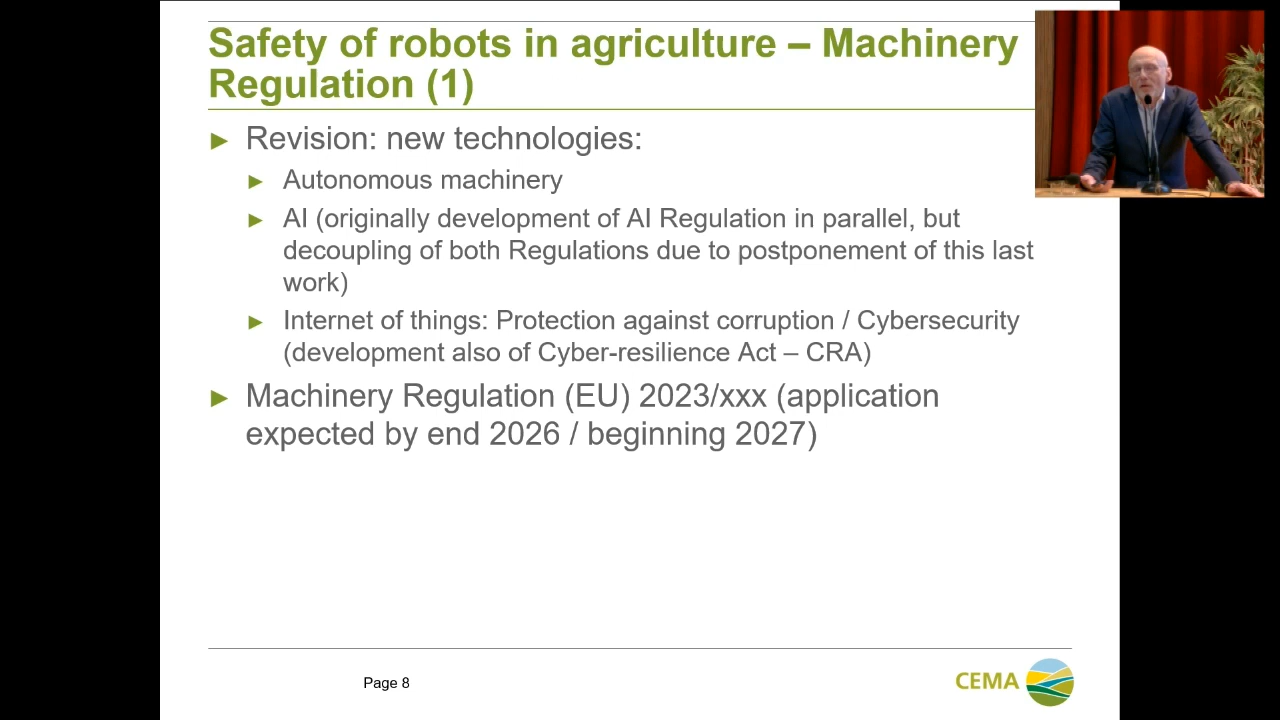 Safety of robots in agriculture – Machinery
Regulation (1)
► Revision: new technologies:
► Autonomous machinery
► AI (originally development of AI Regulation in parallel, but
decoupling of both Regulations due to postponement of this last
work)
► Internet of things: Protection against corruption / Cybersecurity
(development also of Cyber-resilience Act – CRA)
► Machinery Regulation (EU) 2023/xxx (application
expected by end 2026 / beginning 2027)
Page 8
CEMA